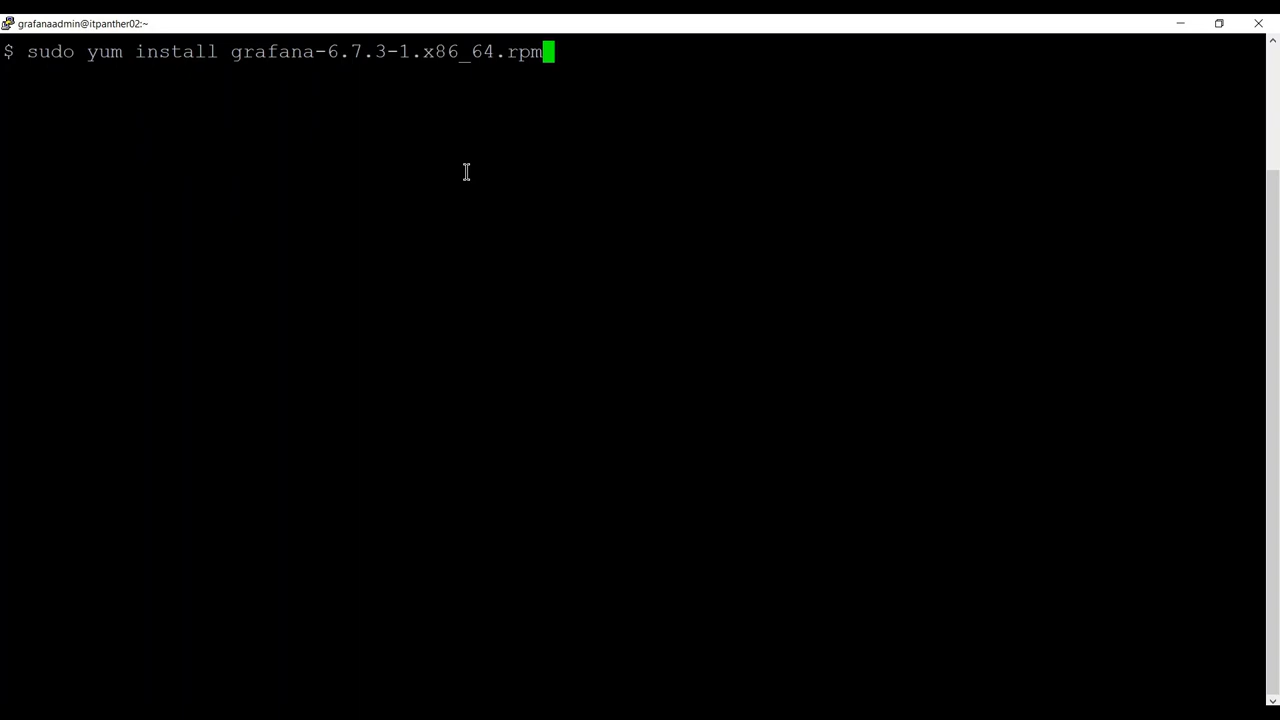 grafanaadmin@itpanther02:~
$ sudo yum install grafana-6.7.3-1.x86_64.rpm